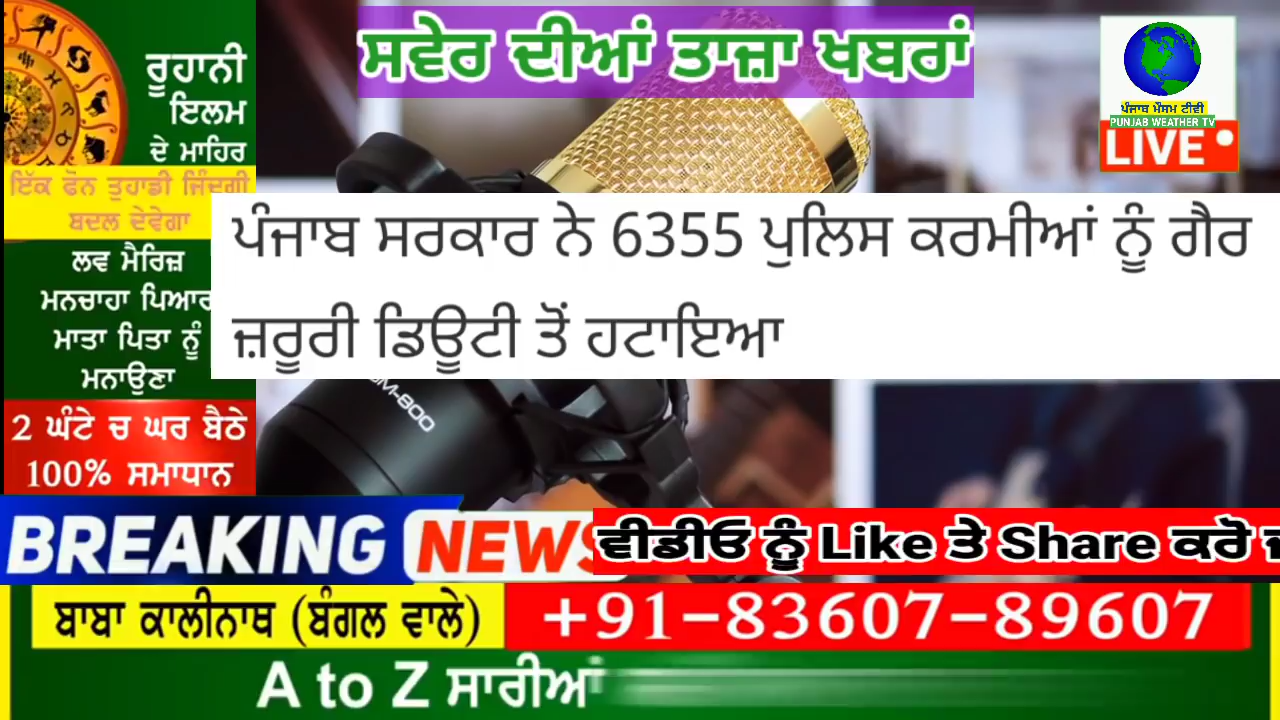 ਸਵੇਰ ਦੀਆਂ ਤਾਜ਼ਾ ਖਬਰਾਂ
ਪੰਜਾਬ ਮੌਸਮ ਟੀਵੀ
PUNJAB WEATHER TV
LIVE
ਰੂਹਾਨੀ
ਇਲਮ
ਦੇ ਮਾਹਿਰ
ਇੱਕ ਫੋਨ ਤੁਹਾਡੀ ਜਿੰਦਗੀ
ਬਦਲ ਦੇਵੇਗਾ
ਲਵ ਮੈਰਿਜ਼
ਮਨਚਾਹਾ ਪਿਆਰ
ਮਾਤਾ ਪਿਤਾ ਨੂੰ
ਮਨਾਉਣਾ
2 ਘੰਟੇ ਚ ਘਰ ਬੈਠੇ
100% ਸਮਾਧਾਨ
ਪੰਜਾਬ ਸਰਕਾਰ ਨੇ 6355 ਪੁਲਿਸ ਕਰਮੀਆਂ ਨੂੰ ਗੈਰ
ਜ਼ਰੂਰੀ ਡਿਊਟੀ ਤੋਂ ਹਟਾਇਆ
M-800
BREAKING NEWS
ਵੀਡੀਓ ਨੂੰ Like ਤੇ Share ਕਰੋ
ਬਾਬਾ ਕਾਲੀਨਾਥ (ਬੰਗਲ ਵਾਲੇ)
+91-83607-89607
A to Z ਸਾਰੀਆਂ